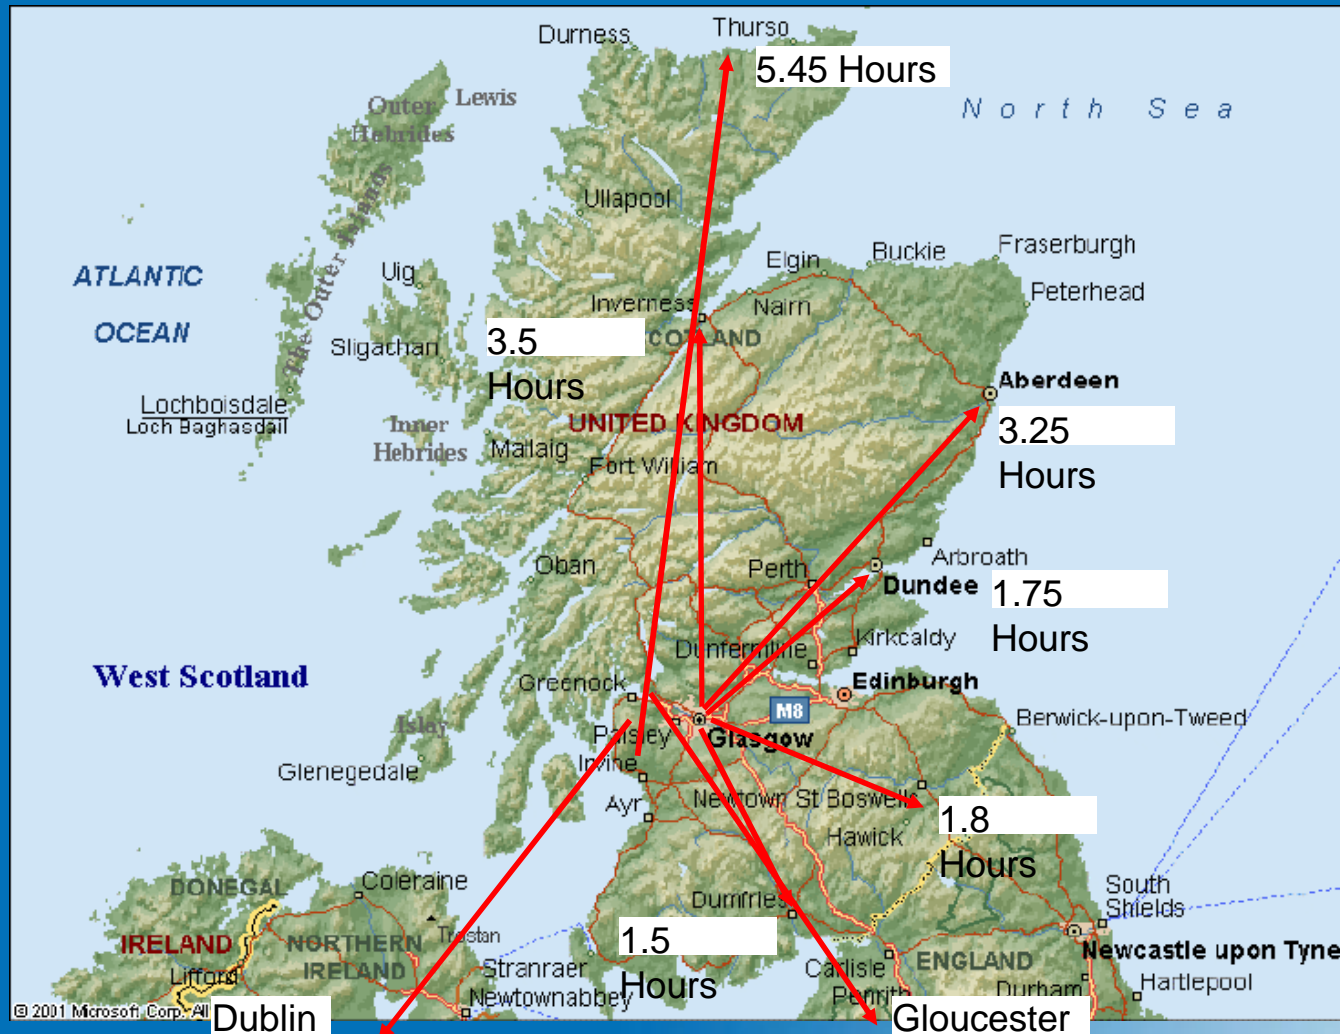 Durness
Thurso
5.45 Hours
Outer
Hebrides
Lewis
North Sea
Ullapool
The Outer Islands
ATLANTIC
OCEAN
Uig
Elgin
Buckie
Fraserburgh
Inverness
Nairn
Peterhead
Sligachan
3.5
Hours
SCOTLAND
Aberdeen
Lochboisdale
Loch Baghasdail
Inner
Hebrides
UNITED KINGDOM
3.25
Hours
Mallaig
Fort William
Oban
Perth
Arbroath
Dundee
1.75
Hours
Dunfermline
Kirkcaldy
West Scotland
Greenock
Edinburgh
M8
Islay
Paisley
Glasgow
Berwick-upon-Tweed
Glenegedale
Irvine
Ayr
Newtown St Boswells
1.8
Hours
Hawick
DONEGAL
Coleraine
Dumfries
South
Shields
IRELAND
NORTHERN
IRELAND
Trostan
1.5
Hours
Newcastle upon Tyne
Lifford
Stranraer
Carlisle
ENGLAND
Newtownabbey
Penrith
Durham
Hartlepool
© 2001 Microsoft Corp. All
Dublin
Gloucester